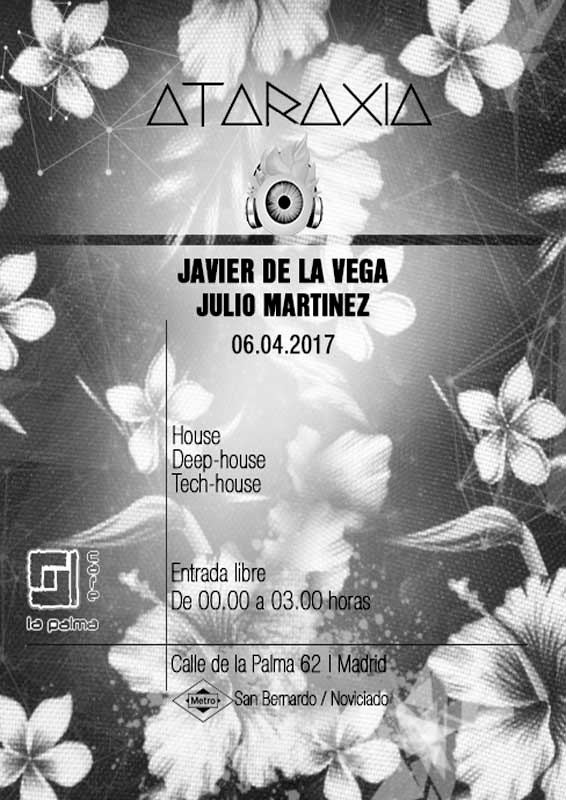 ATARAXIA
JAVIER DE LA VEGA
JULIO MARTINEZ
06.04.2017
House
Deep-house
Tech-house
more
la palma
Entrada libre
De 00.00 a 03.00 horas
Calle de la Palma 62 | Madrid
Metro
San Bernardo / Noviciado